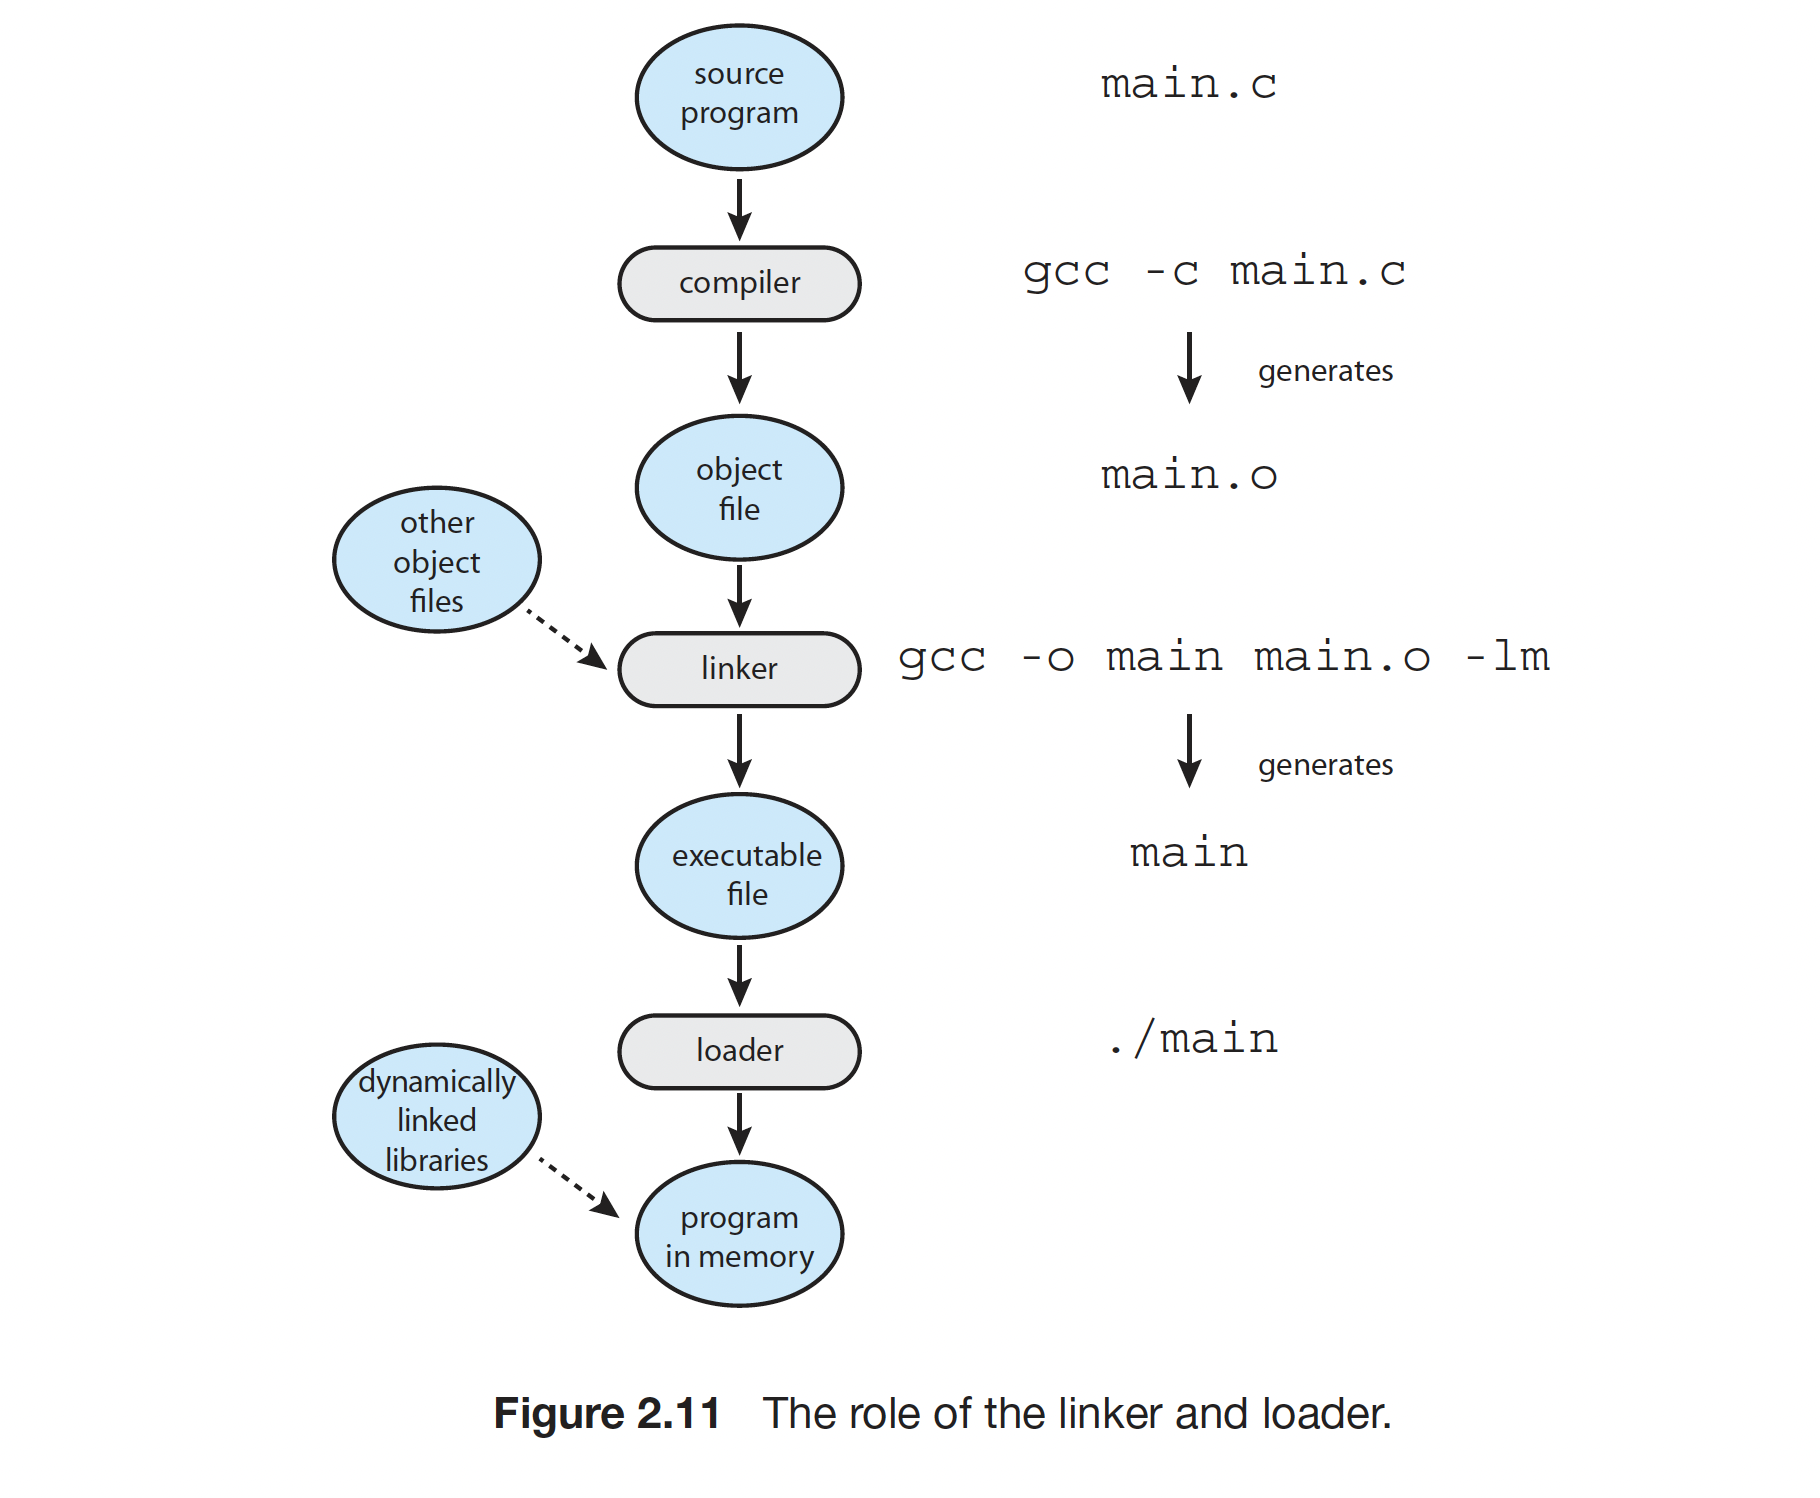 source
program
main.c
compiler
gcc -c main.c
generates
object
file
main.o
other
object
files
linker
gcc -o main main.o -lm
generates
executable
file
main
loader
./main
dynamically
linked
libraries
program
in memory
Figure 2.11 The role of the linker and loader.